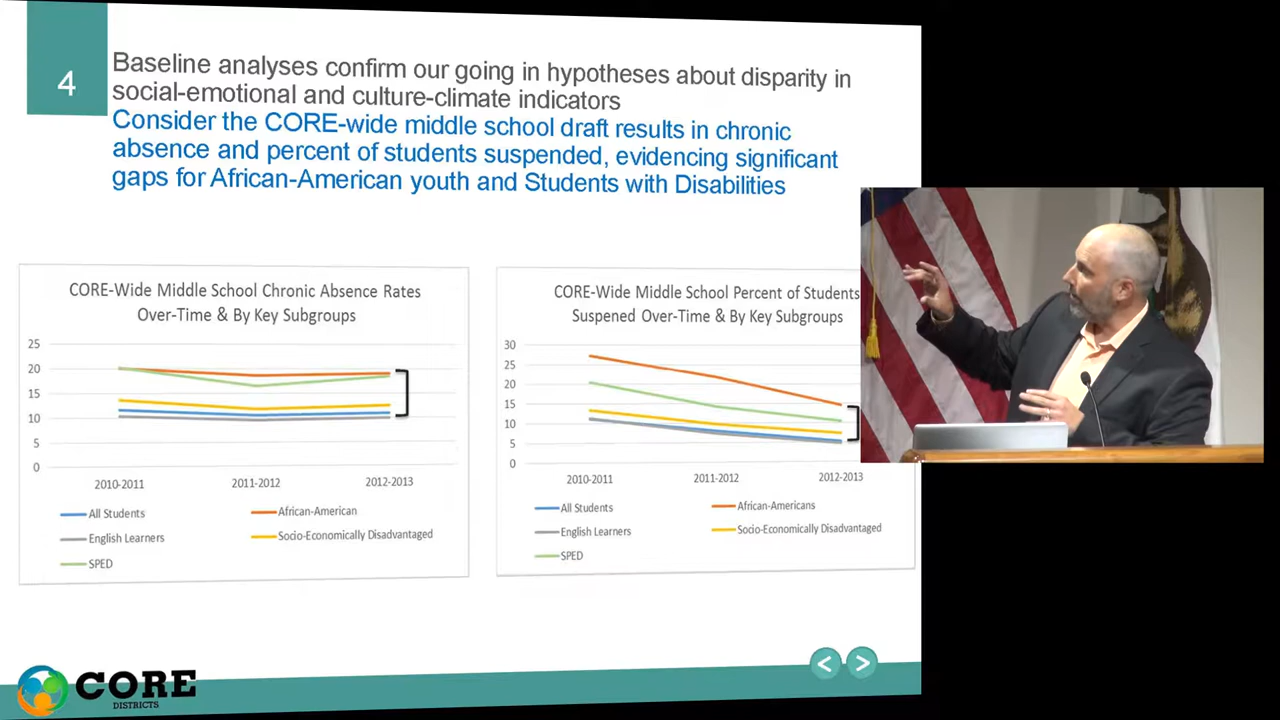 4
Baseline analyses confirm our going in hypotheses about disparity in
social-emotional and culture-climate indicators
Consider the CORE-wide middle school draft results in chronic
absence and percent of students suspended, evidencing significant
gaps for African-American youth and Students with Disabilities
CORE-Wide Middle School Chronic Absence Rates
Over-Time & By Key Subgroups
25
20
15
10
5
0
2010-2011 2011-2012 2012-2013
All Students African-American
English Learners Socio-Economically Disadvantaged
SPED
CORE-Wide Middle School Percent of Students
Suspended Over-Time & By Key Subgroups
30
25
20
15
10
5
0
2010-2011 2011-2012 2012-2013
All Students African-Americans
English Learners Socio-Economically Disadvantaged
SPED
< >
CORE
DISTRICTS